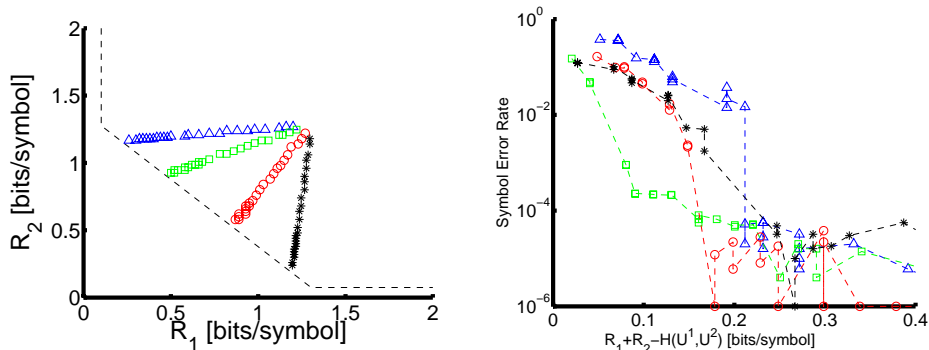 2
1.5
1
0.5
0
0 0.5 1 1.5 2
R2 [bits/symbol]
R1 [bits/symbol]
10^0
10^-2
10^-4
10^-6
0 0.1 0.2 0.3 0.4
Symbol Error Rate
R1+R2−H(U^1,U^2) [bits/symbol]